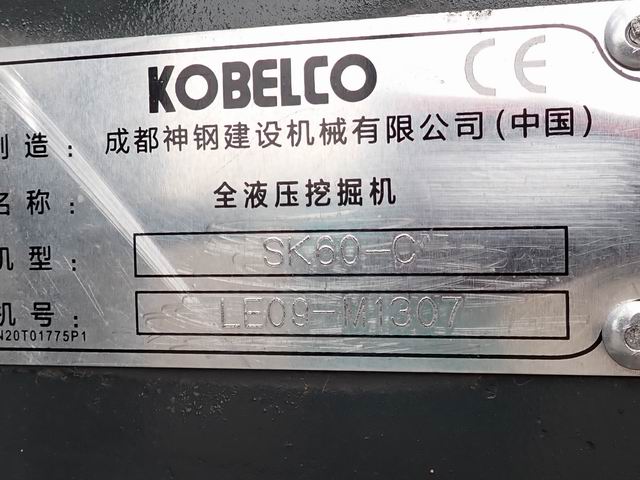 KOBELCO CE
制造: 成都神钢建设机械有限公司(中国)
名称: 全液压挖掘机
机型: SK60-C
机号: LE09-M1307
N20T01775P1